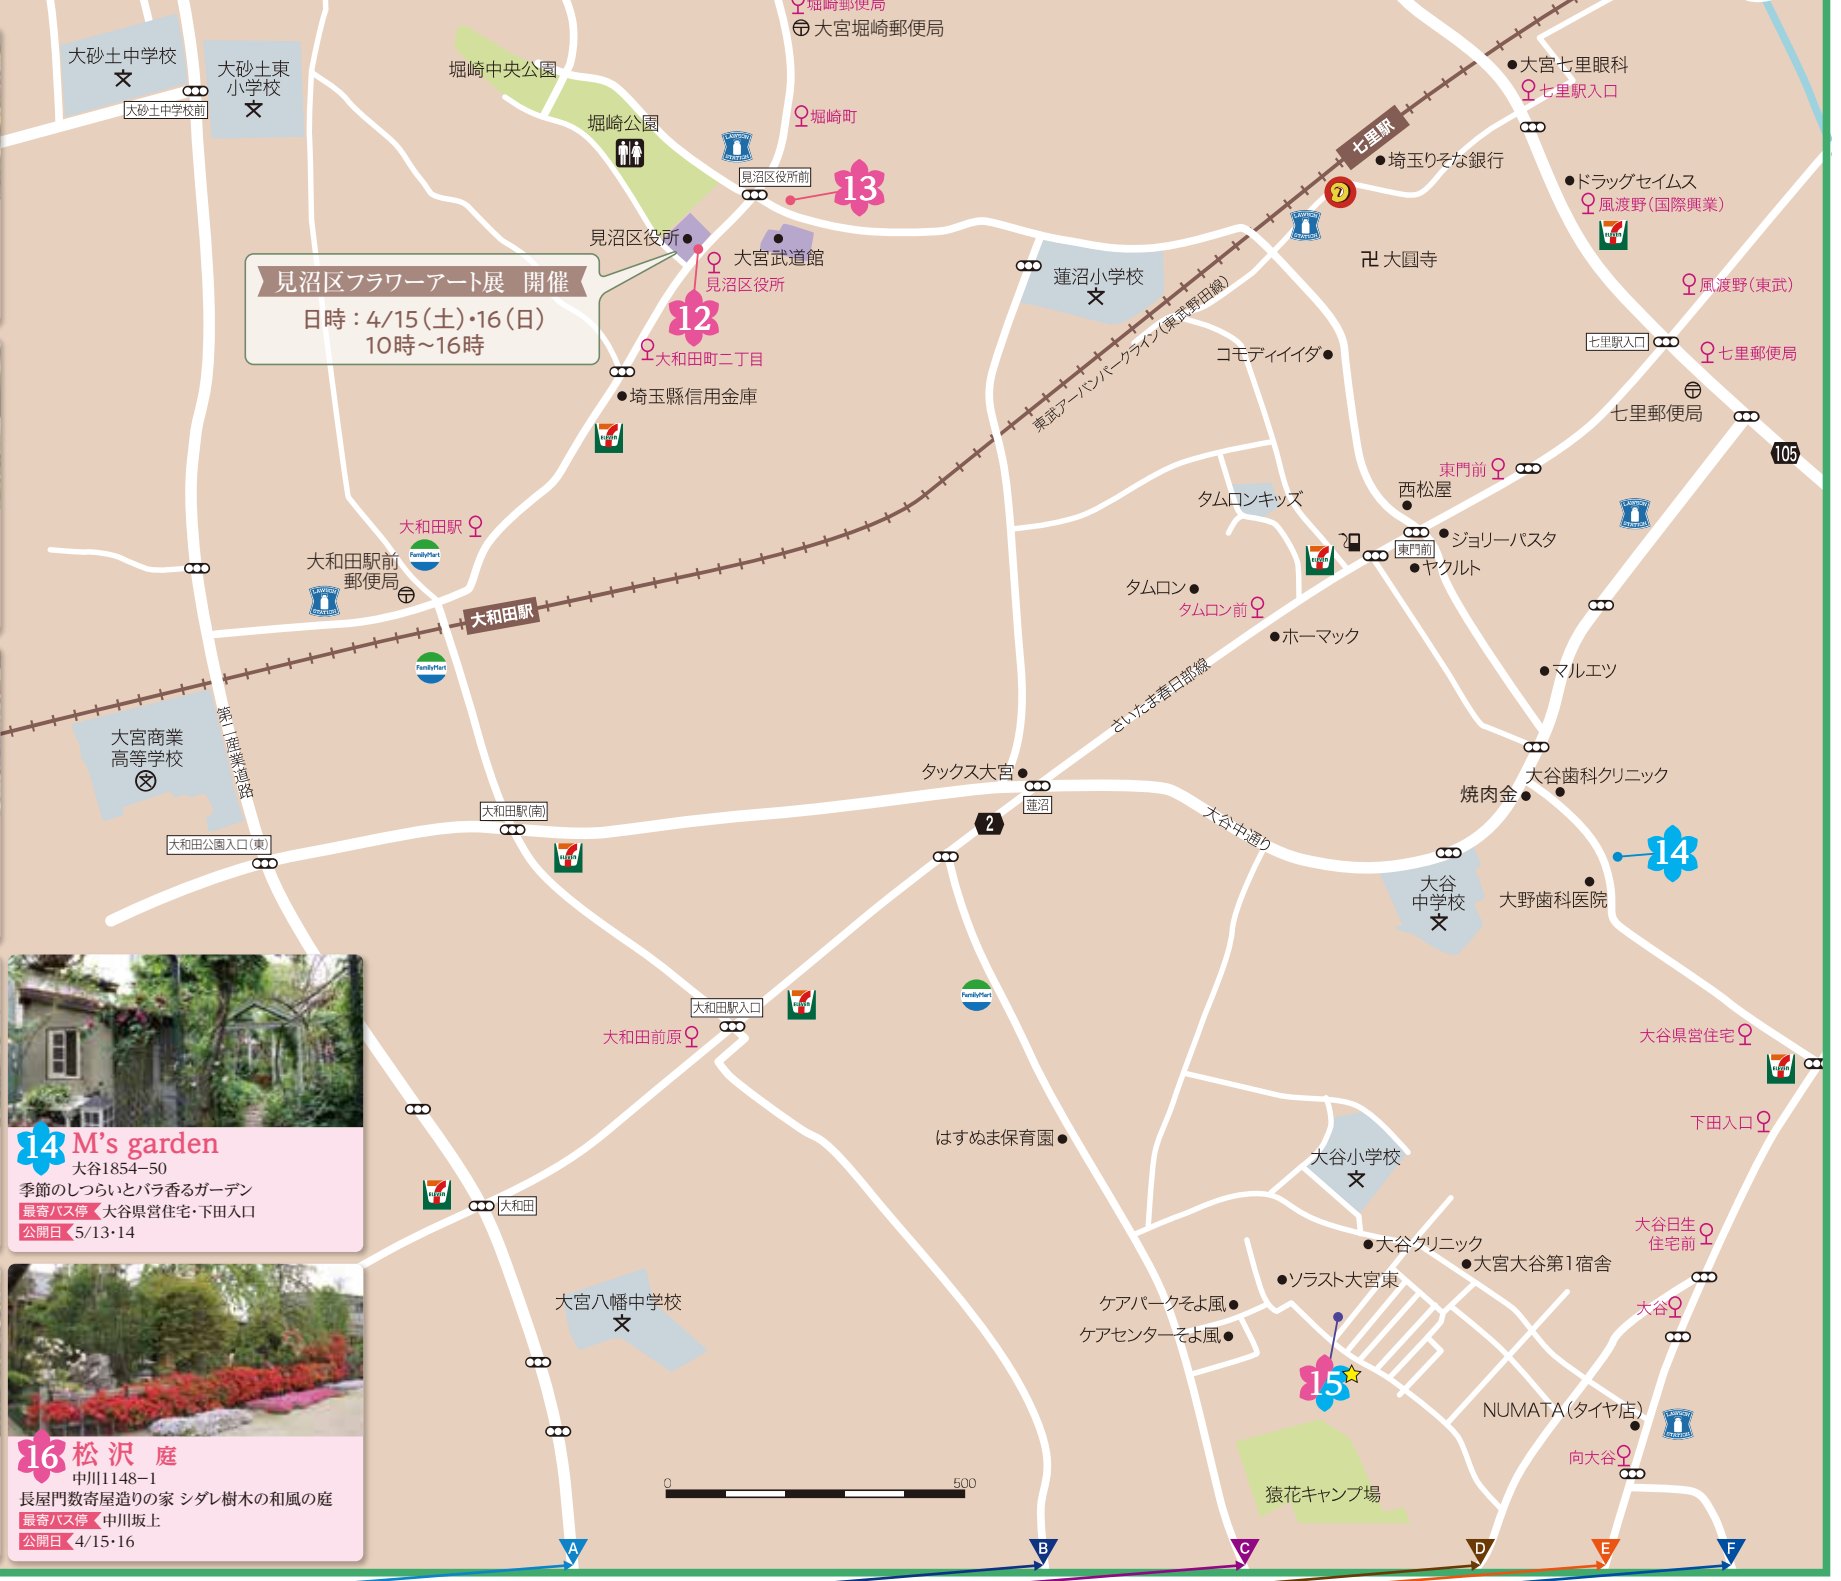 堀崎郵便局
大宮堀崎郵便局
大砂土中学校
大砂土東
小学校
大砂土中学校前
堀崎中央公園
堀崎公園
堀崎町
LAWSON
STATION
見沼区役所前
13
見沼区役所
大宮武道館
見沼区役所
見沼区フラワーアート展 開催
日時：4/15（土）・16（日）
10時〜16時
12
大和田町二丁目
埼玉縣信用金庫
ELEVEN
大宮七里眼科
七里駅入口
七里駅
埼玉りそな銀行
ドラッグセイムス
風渡野（国際興業）
ELEVEN
LAWSON
STATION
卍大圓寺
蓮沼小学校
風渡野（東武）
東武アーバンパークライン（東武野田線）
コモディイイダ
七里駅入口
七里郵便局
七里郵便局
105
東門前
西松屋
タムロンキッズ
LAWSON
STATION
ジョリーパスタ
東門前
ELEVEN
ヤクルト
タムロン
タムロン前
ホーマック
大和田駅
FamilyMart
大和田駅前
郵便局
LAWSON
STATION
大和田駅
FamilyMart
マルエツ
さいたま春日部線
第二産業道路
大宮商業
高等学校
タックス大宮
蓮沼
2
大谷中通り
大谷歯科クリニック
焼肉金
大和田駅(南)
ELEVEN
大和田公園入口（東）
14
大谷
中学校
大野歯科医院
大和田駅入口
ELEVEN
大和田前原
FamilyMart
大谷県営住宅
ELEVEN
下田入口
はすぬま保育園
大谷小学校
14 M's garden
大谷1854−50
季節のしつらいとバラ香るガーデン
最寄バス停 大谷県営住宅・下田入口
公開日 5/13・14
ELEVEN
大和田
大谷日生
住宅前
大谷クリニック
大宮大谷第1宿舎
ソラスト大宮東
ケアパークそよ風
ケアセンターそよ風
大谷
大宮八幡中学校
15
NUMATA（タイヤ店）
LAWSON
STATION
向大谷
猿花キャンプ場
16 松沢 庭
中川1148−1
長屋門数寄屋造りの家 シダレ樹木の和風の庭
最寄バス停 中川坂上
公開日 4/15・16
0 500
A B C D E F